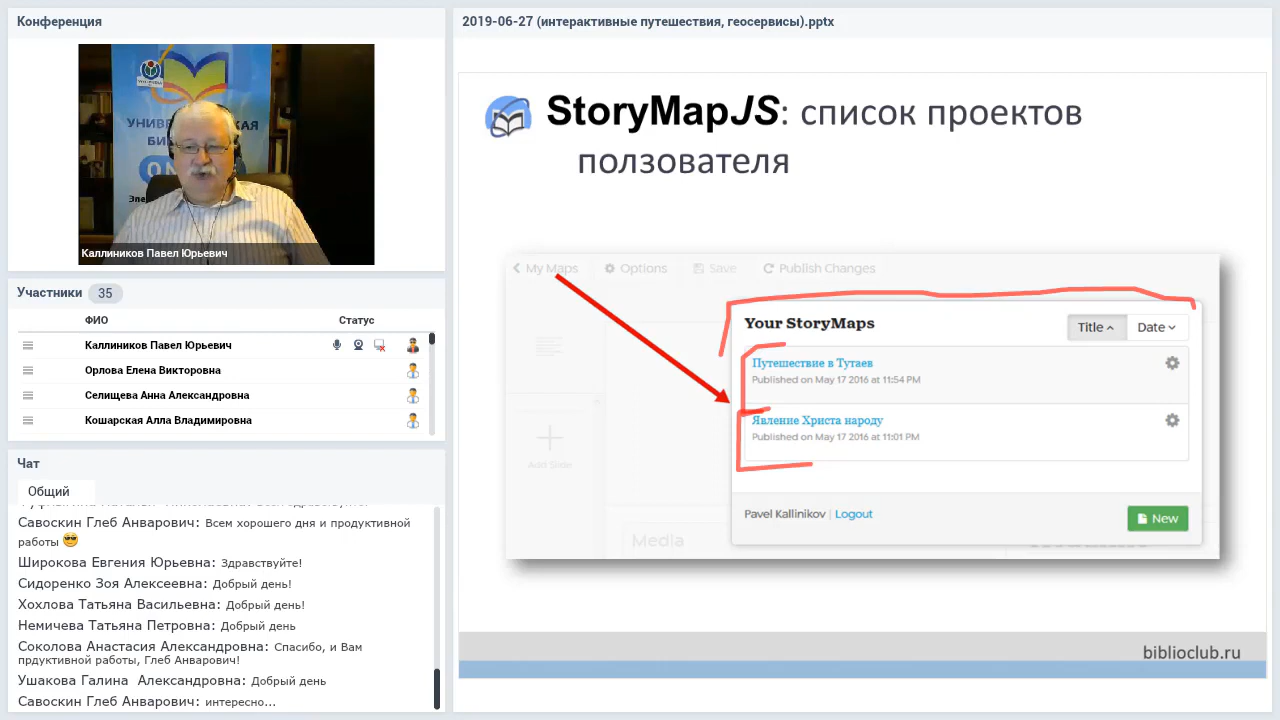 Конференция
УНИВ
СКАЯ
БИБ
ON
Каллиников Павел Юрьевич
Участники 35
ФИО Статус
Каллиников Павел Юрьевич
Орлова Елена Викторовна
Селищева Анна Александровна
Кошарская Алла Владимировна
Чат
Общий
Савоскин Глеб Анварович: Всем хорошего дня и продуктивной
работы
Широкова Евгения Юрьевна: Здравствуйте!
Сидоренко Зоя Алексеевна: Добрый день!
Хохлова Татьяна Васильевна: Добрый день!
Немичева Татьяна Петровна: Добрый день
Соколова Анастасия Александровна: Спасибо, и Вам
прдуктивной работы, Глеб Анварович!
Ушакова Галина Александровна: Добрый день
Савоскин Глеб Анварович: интересно...
2019-06-27 (интерактивные путешествия, геосервисы).pptx
StoryMapJS: список проектов
ползователя
My Maps Options Save Publish Changes
Your StoryMaps Title Date
Путешествие в Тутаев
Published on May 17 2016 at 11:54 PM
Явление Христа народу
Published on May 17 2016 at 11:01 PM
Add Slide
Pavel Kallinikov | Logout New
Media
biblioclub.ru